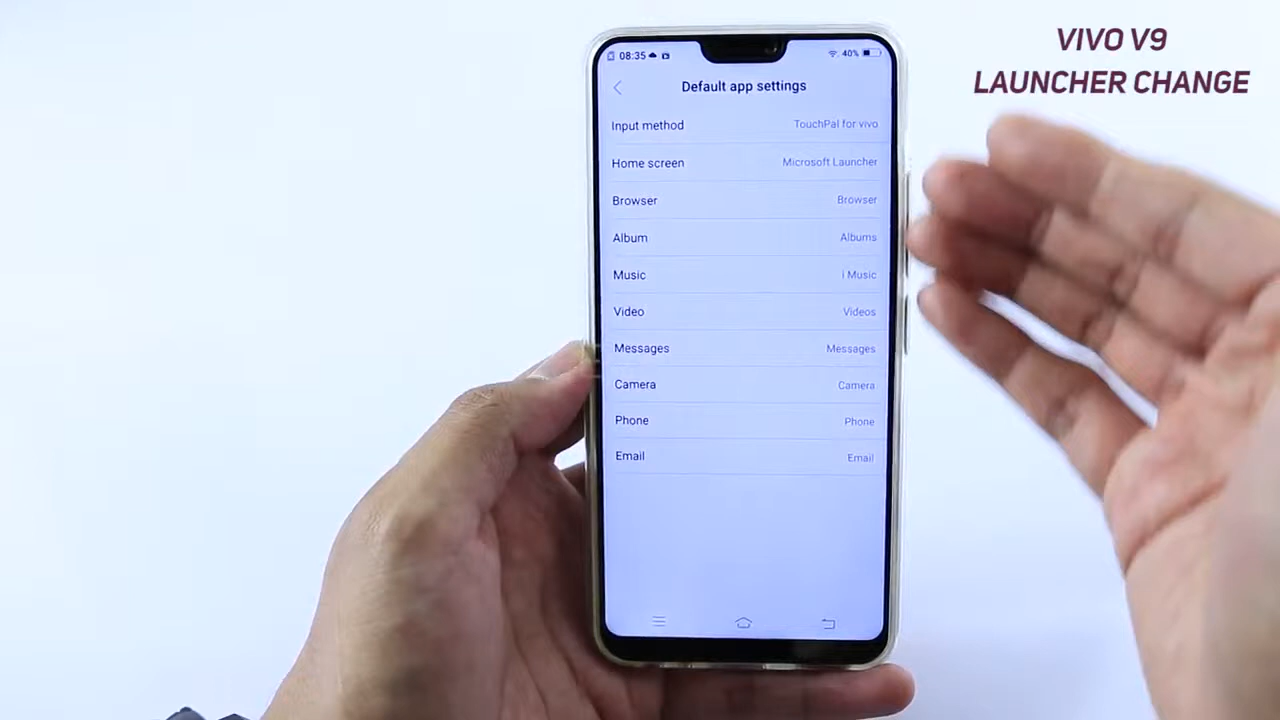 VIVO V9
LAUNCHER CHANGE
08:35 40%
Default app settings
Input method TouchPal for vivo
Home screen Microsoft Launcher
Browser Browser
Album Albums
Music i Music
Video Videos
Messages Messages
Camera Camera
Phone Phone
Email Email